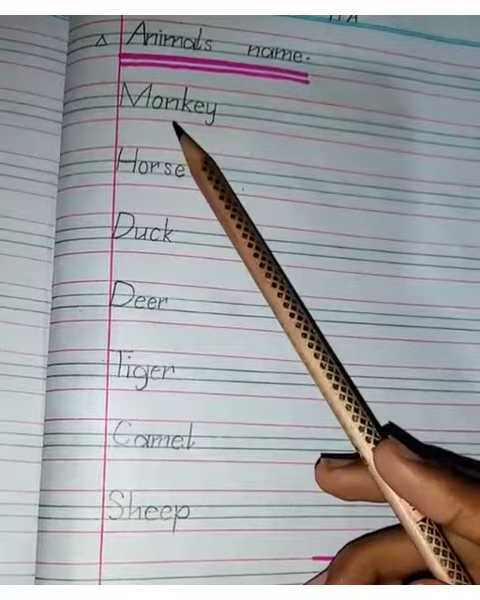 Animals name.
Monkey
Horse
Duck
Deer
Tiger
Camel
Sheep